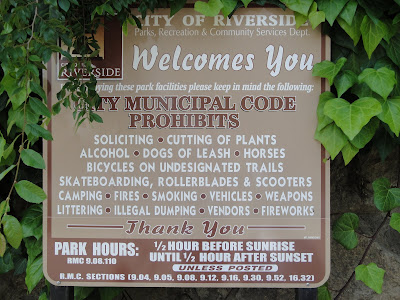 CITY OF RIVERSIDE
Parks, Recreation & Community Services Dept.
RIVERSIDE
Welcomes You
these park facilities please keep in mind the following:
CITY MUNICIPAL CODE
PROHIBITS
SOLICITING • CUTTING OF PLANTS
ALCOHOL • DOGS OF LEASH • HORSES
BICYCLES ON UNDESIGNATED TRAILS
SKATEBOARDING, ROLLERBLADES & SCOOTERS
CAMPING • FIRES • SMOKING • VEHICLES • WEAPONS
LITTERING • ILLEGAL DUMPING • VENDORS • FIREWORKS
Thank You
PARK HOURS: ½ HOUR BEFORE SUNRISE
RMC 9.08.110 UNTIL ½ HOUR AFTER SUNSET
UNLESS POSTED
R.M.C. SECTIONS (9.04, 9.05, 9.08, 9.12, 9.16, 9.30, 9.52, 16.32)